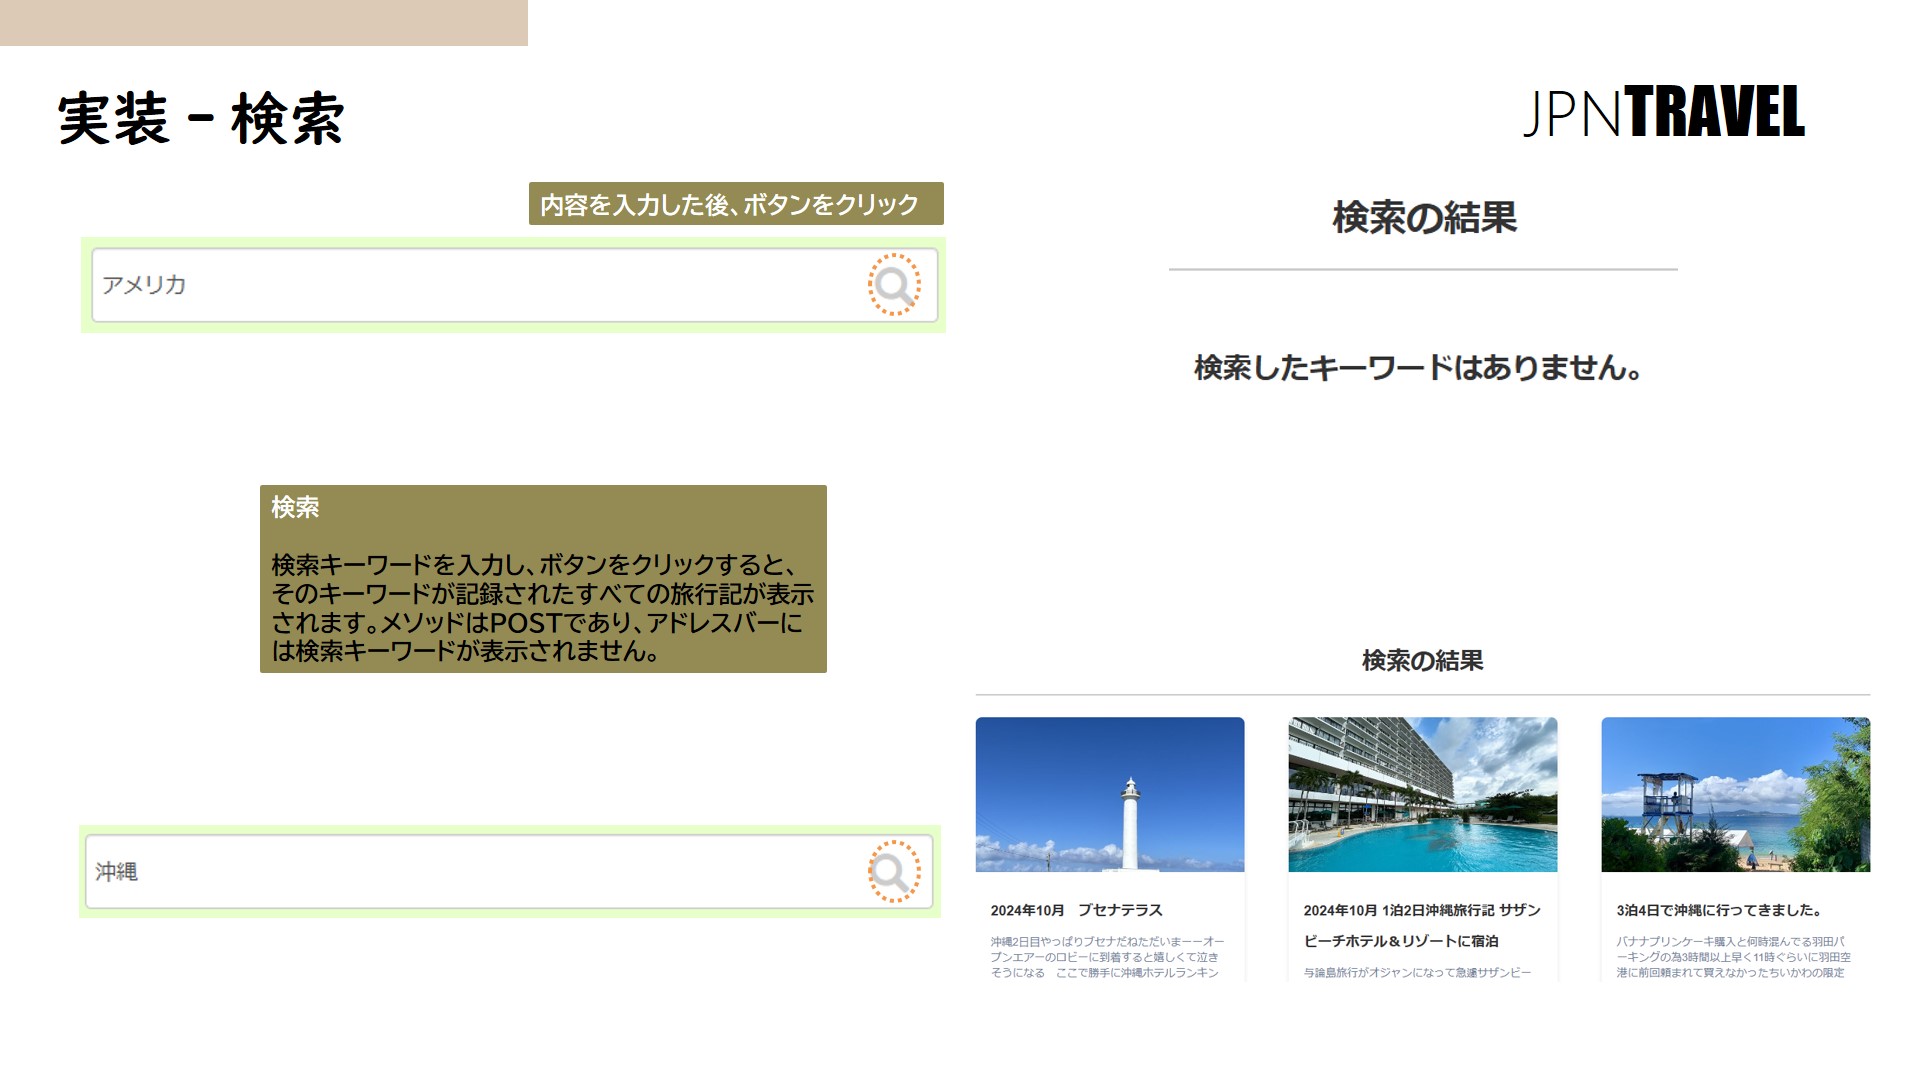 実装 – 検索
JPNTRAVEL
内容を入力した後、ボタンをクリック
アメリカ
検索の結果
検索したキーワードはありません。
検索
検索キーワードを入力し、ボタンをクリックすると、
そのキーワードが記録されたすべての旅行記が表示
されます。メソッドはPOSTであり、アドレスバーに
は検索キーワードが表示されません。
沖縄
検索の結果
2024年10月　ブセナテラス
沖縄2日目やっぱりブセナだねただいまーーオー
プンエアーのロビーに到着すると嬉しくて泣き
そうになる　ここで勝手に沖縄ホテルランキン
2024年10月 1泊2日沖縄旅行記 サザン
ビーチホテル＆リゾートに宿泊
与論島旅行がオジャンになって急遽サザンビー
3泊4日で沖縄に行ってきました。
バナナプリンケーキ購入と何時混んでる羽田パ
ーキングの為3時間以上早く11時ぐらいに羽田空
港に前回頼まれて買えなかったちいかわの限定